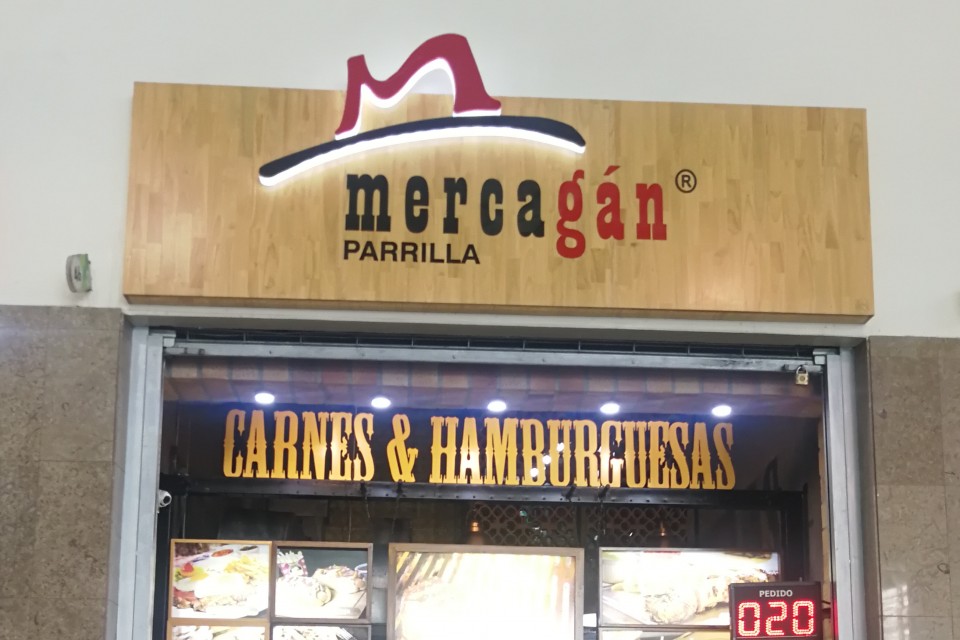 mercagán®
PARRILLA
CARNES & HAMBURGUESAS
PEDIDO
020